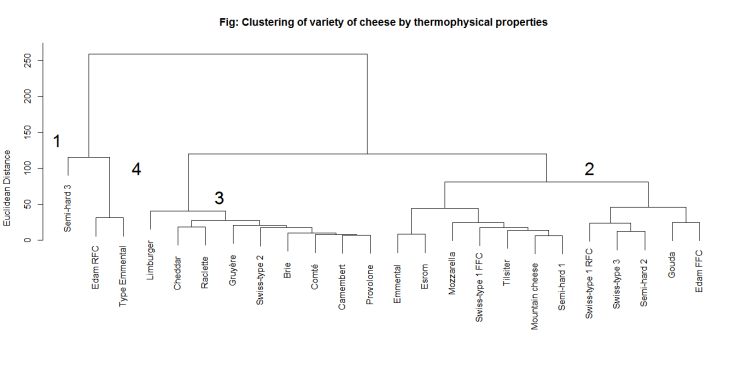 Fig: Clustering of variety of cheese by thermophysical properties
Euclidean Distance
250
200
150
100
50
0
1
4
3
2
Semi-hard 3
Edam RFC
Type Emmental
Limburger
Cheddar
Raclette
Gruyère
Swiss-type 2
Brie
Comté
Camembert
Provolone
Emmental
Esrom
Mozzarella
Swiss-type 1 FFC
Tilsiter
Mountain cheese
Semi-hard 1
Swiss-type 1 RFC
Swiss-type 3
Semi-hard 2
Gouda
Edam FFC